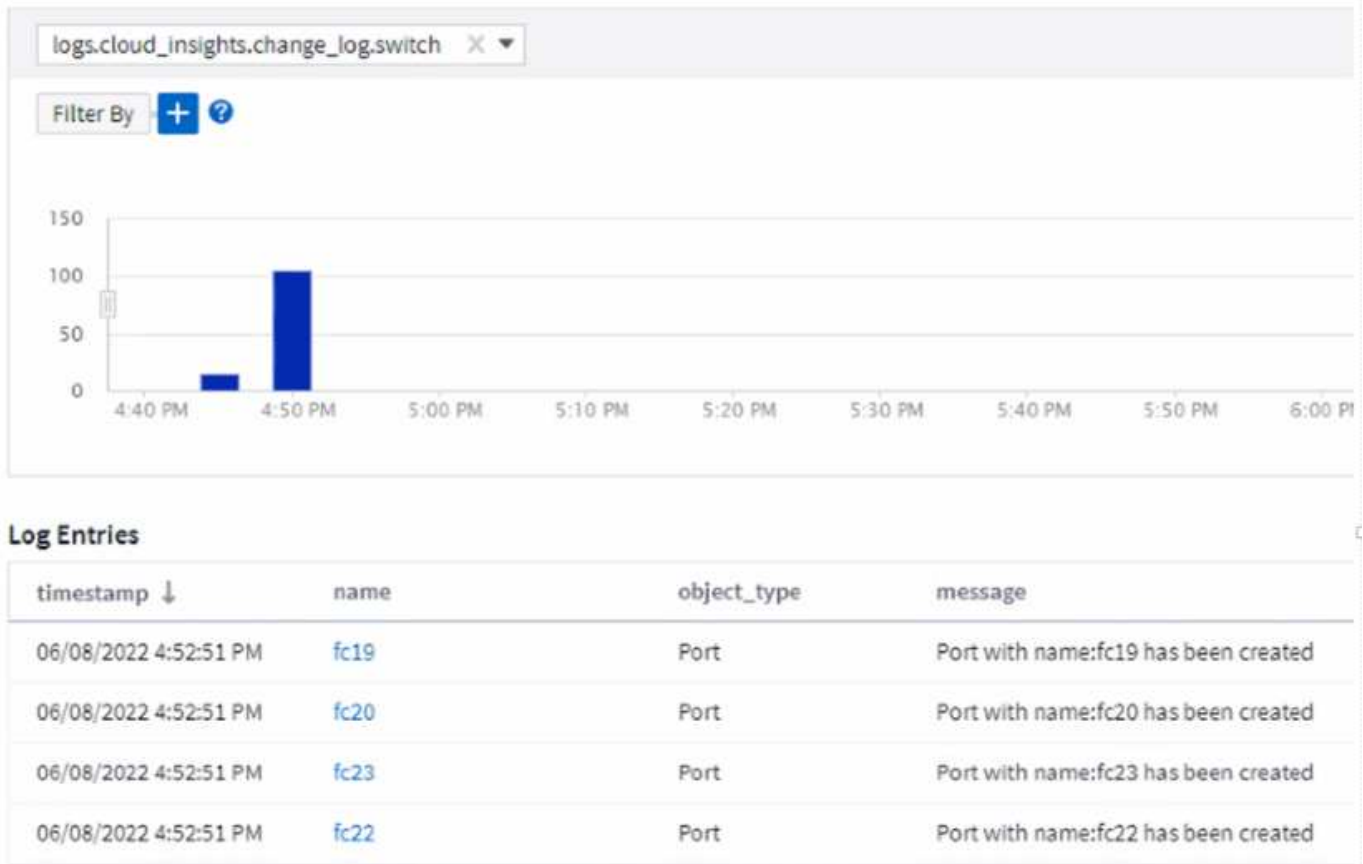 logs.cloud_insights.change_log.switch
Filter By + ?
150
100
50
0
4:40 PM 4:50 PM 5:00 PM 5:10 PM 5:20 PM 5:30 PM 5:40 PM 5:50 PM 6:00 P
Log Entries
timestamp ↓ name object_type message
06/08/2022 4:52:51 PM fc19 Port Port with name:fc19 has been created
06/08/2022 4:52:51 PM fc20 Port Port with name:fc20 has been created
06/08/2022 4:52:51 PM fc23 Port Port with name:fc23 has been created
06/08/2022 4:52:51 PM fc22 Port Port with name:fc22 has been created